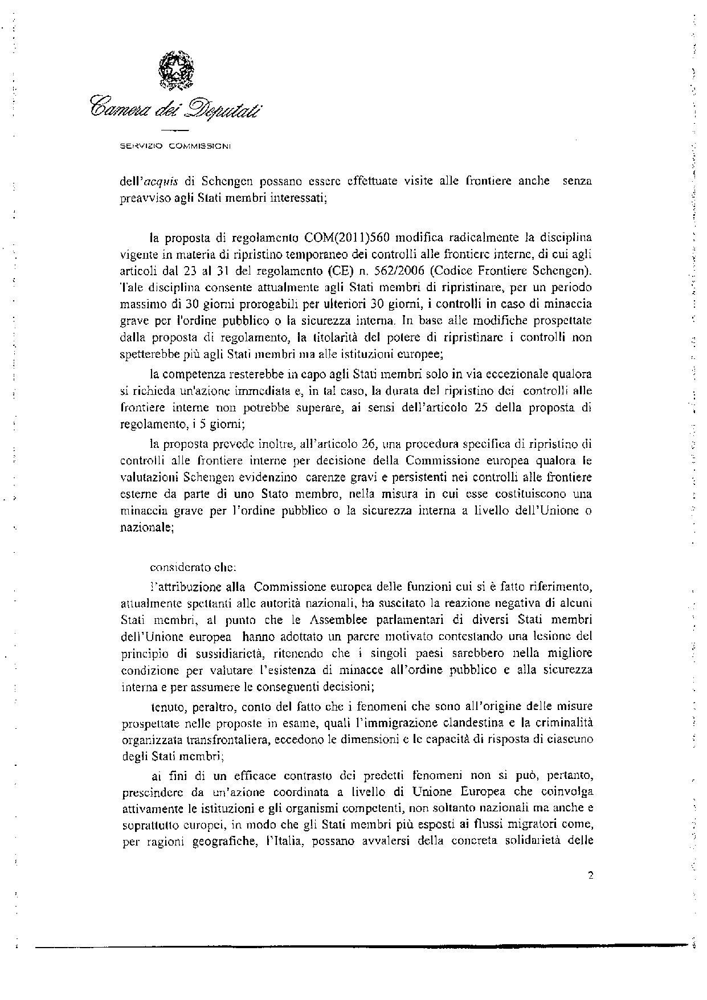 Camera dei Deputati
SERVIZIO COMMISSIONI
dell'acquis di Schengen possano essere effettuate visite alle frontiere anche senza
preavviso agli Stati membri interessati;
la proposta di regolamento COM(2011)560 modifica radicalmente la disciplina
vigente in materia di ripristino temporaneo dei controlli alle frontiere interne, di cui agli
articoli dal 23 al 31 del regolamento (CE) n. 562/2006 (Codice Frontiere Schengen).
Tale disciplina consente attualmente agli Stati membri di ripristinare, per un periodo
massimo di 30 giorni prorogabili per ulteriori 30 giorni, i controlli in caso di minaccia
grave per l'ordine pubblico o la sicurezza interna. In base alle modifiche prospettate
dalla proposta di regolamento, la titolarità del potere di ripristinare i controlli non
spetterebbe più agli Stati membri ma alle istituzioni europee;
la competenza resterebbe in capo agli Stati membri solo in via eccezionale qualora
si richieda un'azione immediata e, in tal caso, la durata del ripristino dei controlli alle
frontiere interne non potrebbe superare, ai sensi dell'articolo 25 della proposta di
regolamento, i 5 giorni;
la proposta prevede inoltre, all'articolo 26, una procedura specifica di ripristino di
controlli alle frontiere interne per decisione della Commissione europea qualora le
valutazioni Schengen evidenzino carenze gravi e persistenti nei controlli alle frontiere
esterne da parte di uno Stato membro, nella misura in cui esse costituiscono una
minaccia grave per l'ordine pubblico o la sicurezza interna a livello dell'Unione o
nazionale;
considerato che:
l'attribuzione alla Commissione europea delle funzioni cui si è fatto riferimento,
attualmente spettanti alle autorità nazionali, ha suscitato la reazione negativa di alcuni
Stati membri, al punto che le Assemblee parlamentari di diversi Stati membri
dell'Unione europea hanno adottato un parere motivato contestando una lesione del
principio di sussidiarietà, ritenendo che i singoli paesi sarebbero nella migliore
condizione per valutare l'esistenza di minacce all'ordine pubblico e alla sicurezza
interna e per assumere le conseguenti decisioni;
tenuto, peraltro, conto del fatto che i fenomeni che sono all'origine delle misure
prospettate nelle proposte in esame, quali l'immigrazione clandestina e la criminalità
organizzata transfrontaliera, eccedono le dimensioni e le capacità di risposta di ciascuno
degli Stati membri;
ai fini di un efficace contrasto dei predetti fenomeni non si può, pertanto,
prescindere da un'azione coordinata a livello di Unione Europea che coinvolga
attivamente le istituzioni e gli organismi competenti, non soltanto nazionali ma anche e
soprattutto europei, in modo che gli Stati membri più esposti ai flussi migratori come,
per ragioni geografiche, l'Italia, possano avvalersi della concreta solidarietà delle
2